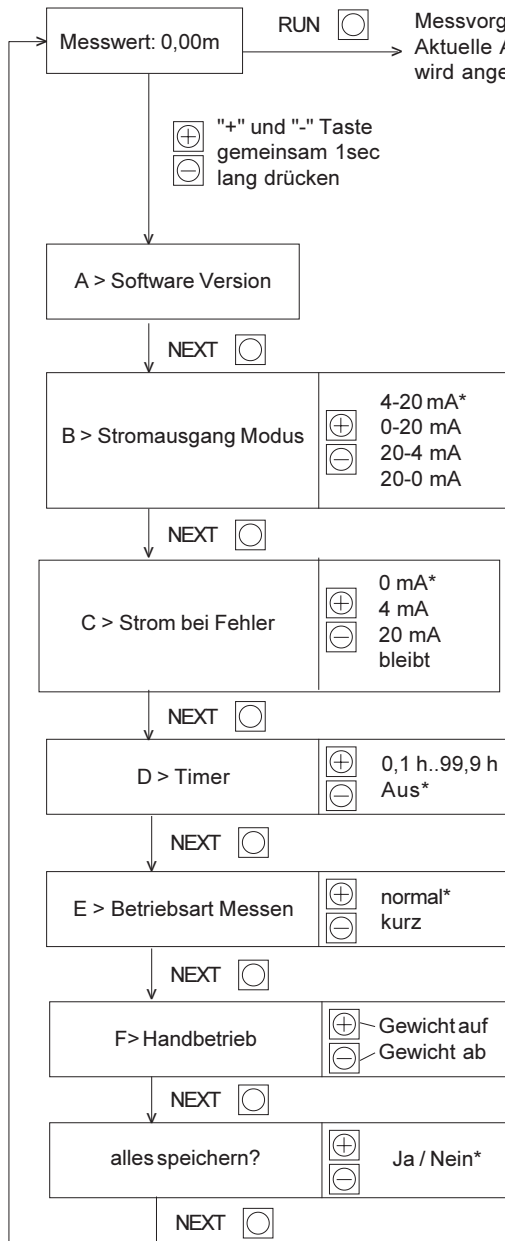 Messwert: 0,00m
RUN
Aktuelle
"+" und "-" Taste
gemeinsam 1sec
lang drücken
A > Software Version
NEXT
B > Stromausgang Modus
4-20 mA*
0-20 mA
20-4 mA
20-0 mA
NEXT
C > Strom bei Fehler
0 mA*
4 mA
20 mA
bleibt
NEXT
D > Timer
0,1 h..99,9 h
Aus*
NEXT
E > Betriebsart Messen
normal*
kurz
NEXT
F> Handbetrieb
Gewicht auf
Gewicht ab
NEXT
alles speichern?
Ja / Nein*
NEXT